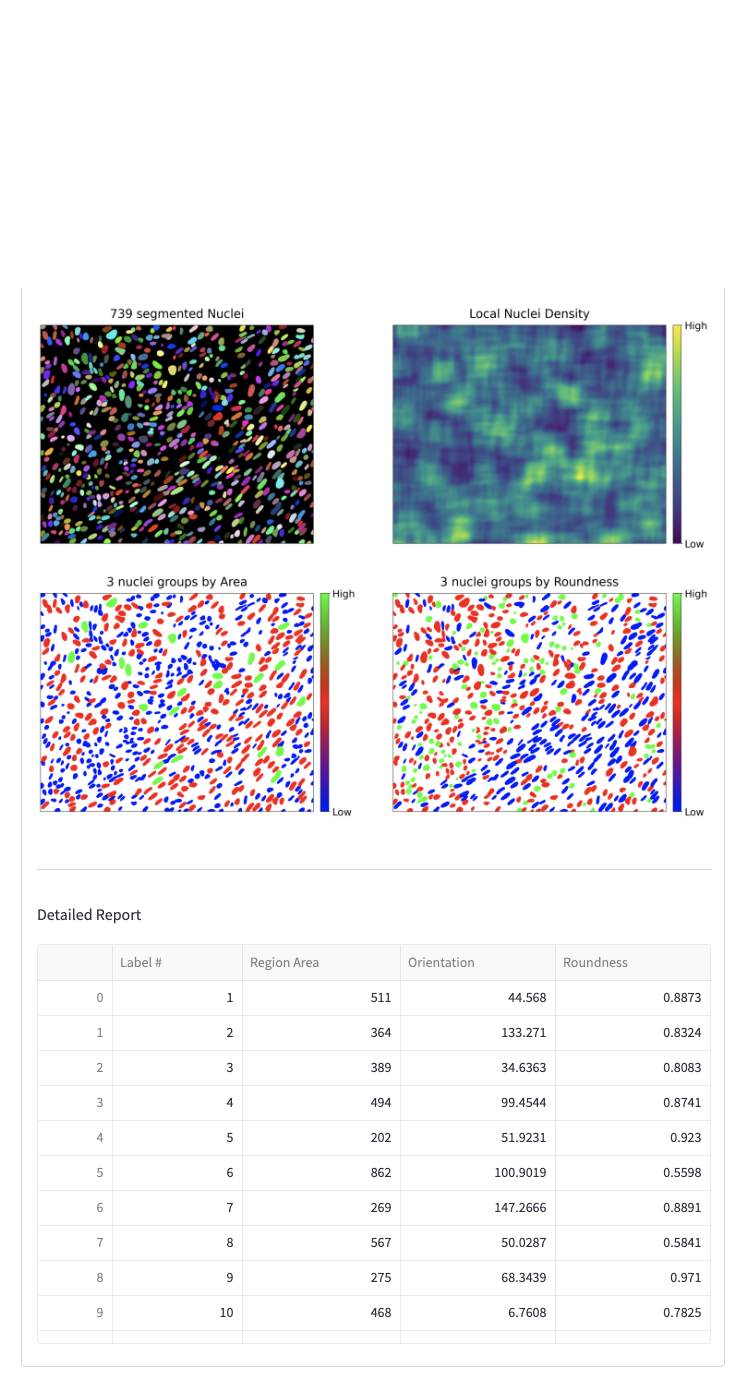 739 segmented Nuclei
Local Nuclei Density
High
Low
3 nuclei groups by Area
High
Low
3 nuclei groups by Roundness
High
Low
Detailed Report
Label # Region Area Orientation Roundness
0 1 511 44.568 0.8873
1 2 364 133.271 0.8324
2 3 389 34.6363 0.8083
3 4 494 99.4544 0.8741
4 5 202 51.9231 0.923
5 6 862 100.9019 0.5598
6 7 269 147.2666 0.8891
7 8 567 50.0287 0.5841
8 9 275 68.3439 0.971
9 10 468 6.7608 0.7825